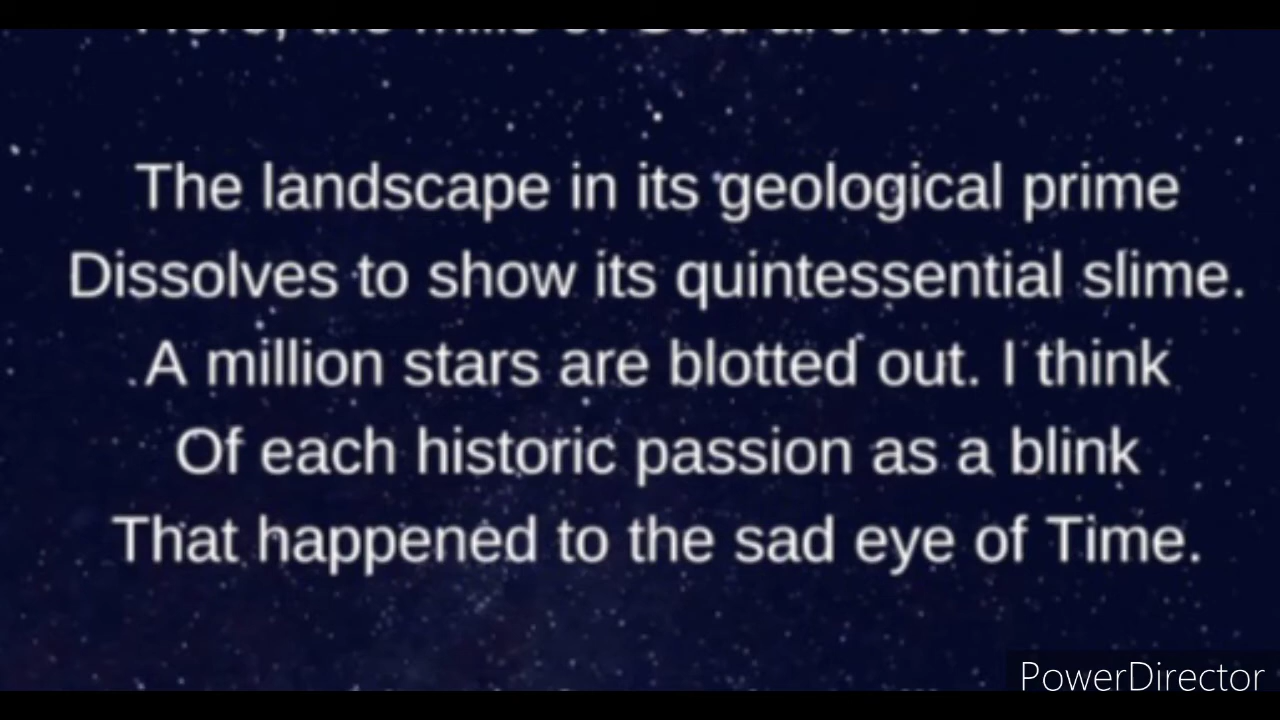 The landscape in its geological prime
Dissolves to show its quintessential slime.
A million stars are blotted out. I think
Of each historic passion as a blink
That happened to the sad eye of Time.
PowerDirector